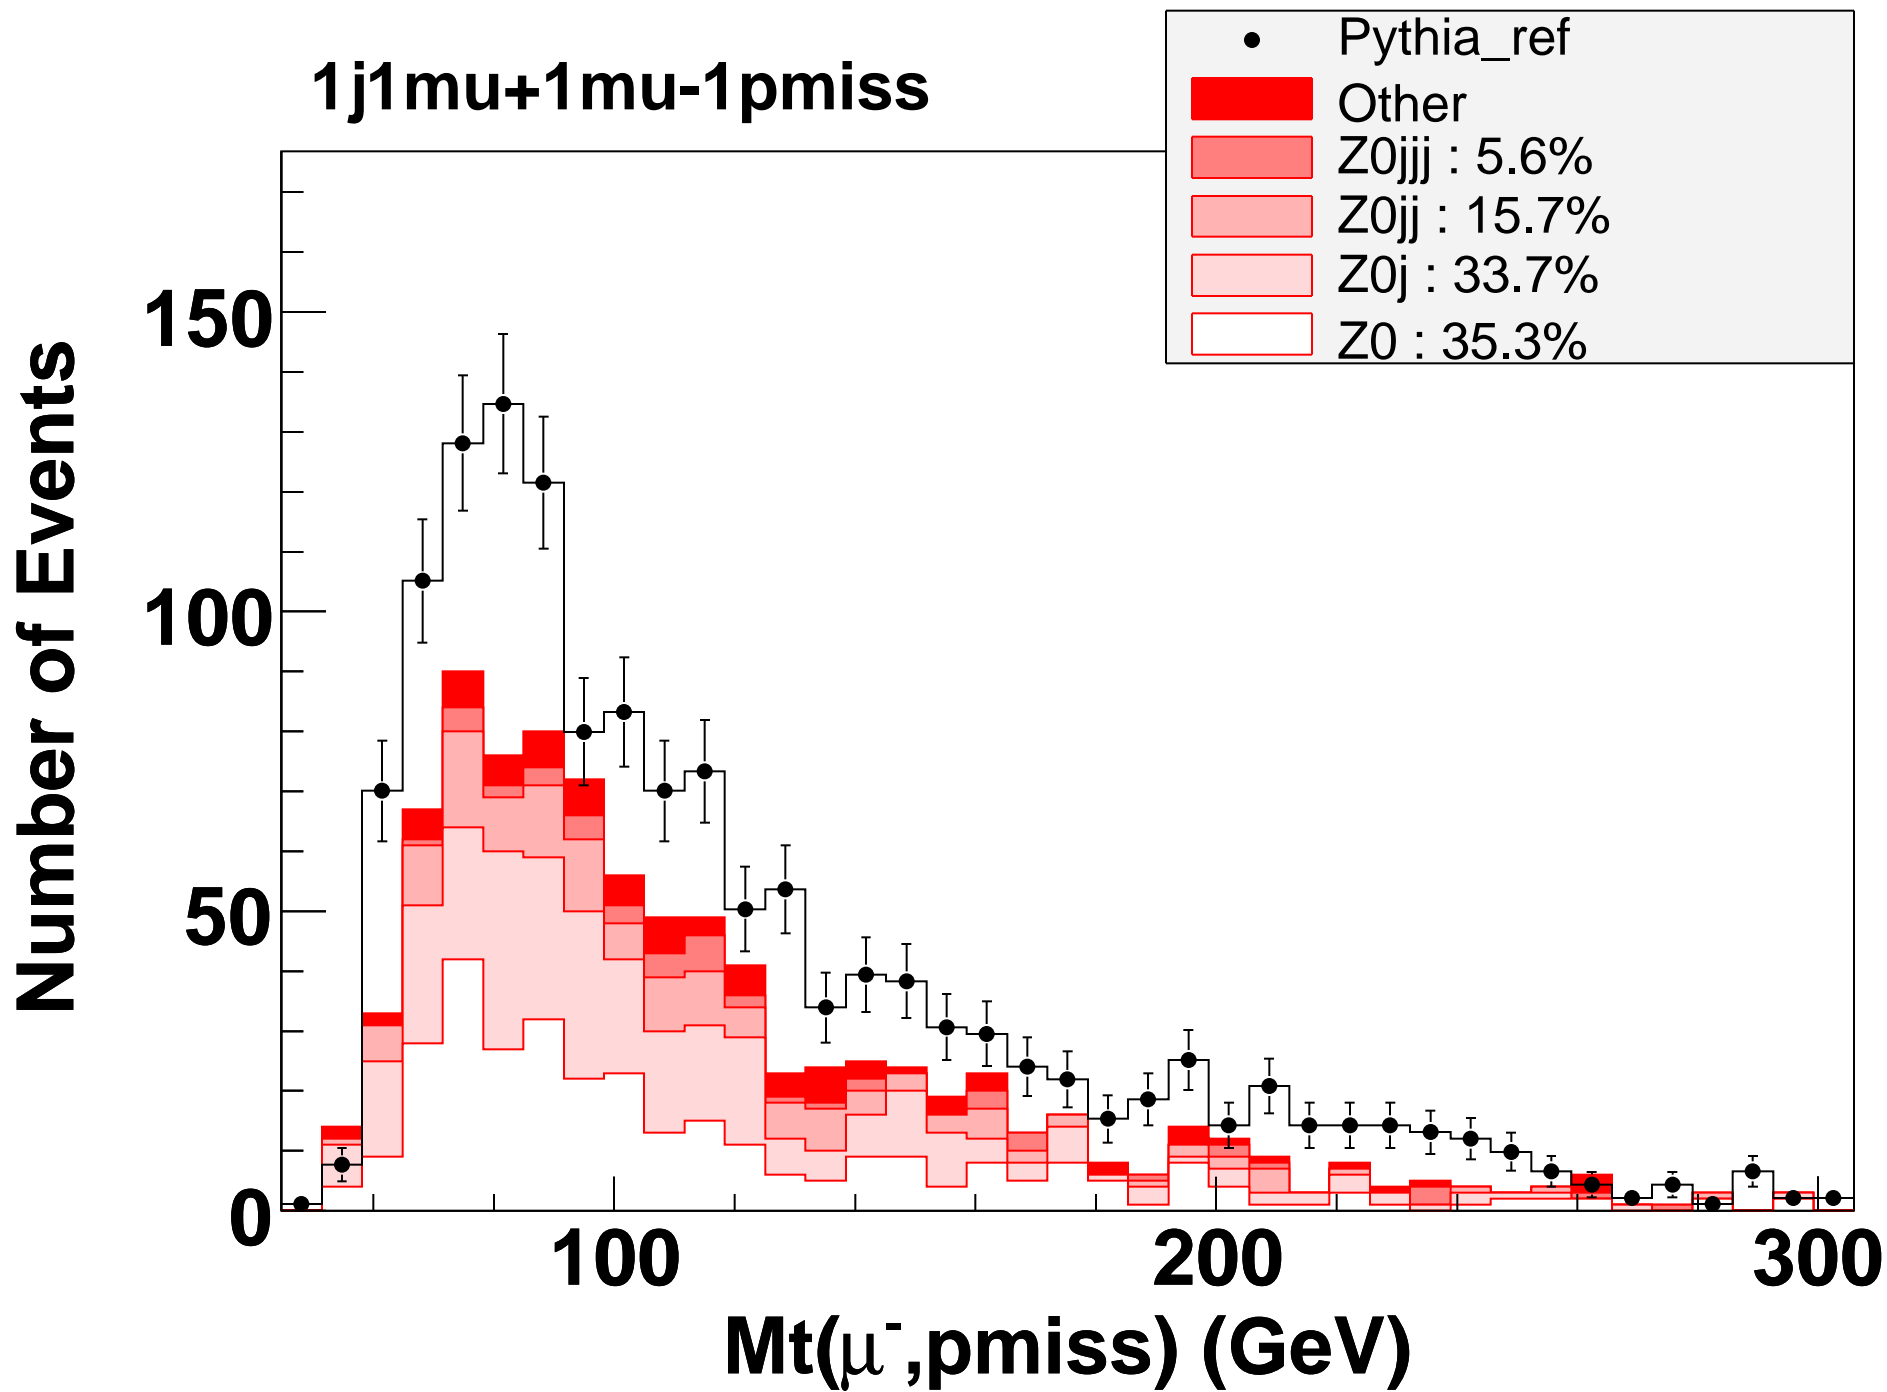 1j1mu+1mu-1pmiss
Pythia_ref
Other
Z0jjj : 5.6%
Z0jj : 15.7%
Z0j : 33.7%
Z0 : 35.3%
Number of Events
150
100
50
0
100
200
300
Mt(μ⁻,pmiss) (GeV)